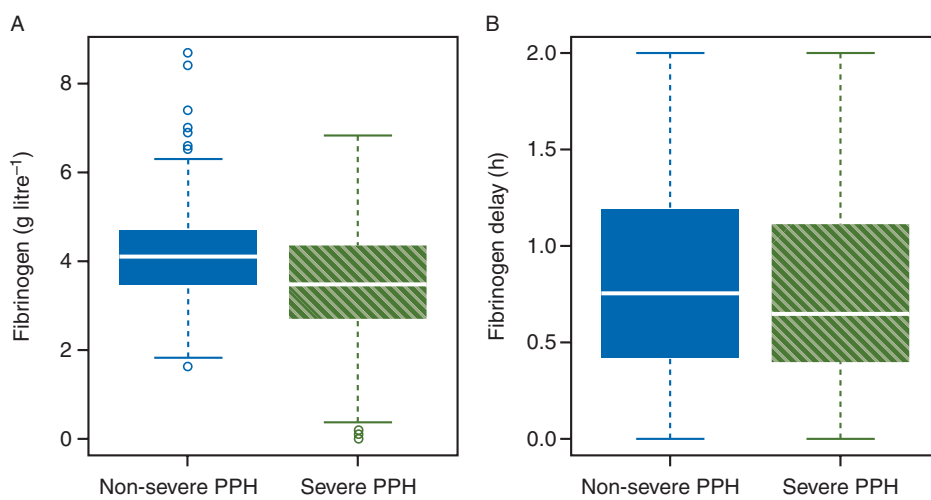 A
Fibrinogen (g litre⁻¹)
8
6
4
2
0
Non-severe PPH Severe PPH
B
Fibrinogen delay (h)
2.0
1.5
1.0
0.5
0.0
Non-severe PPH Severe PPH